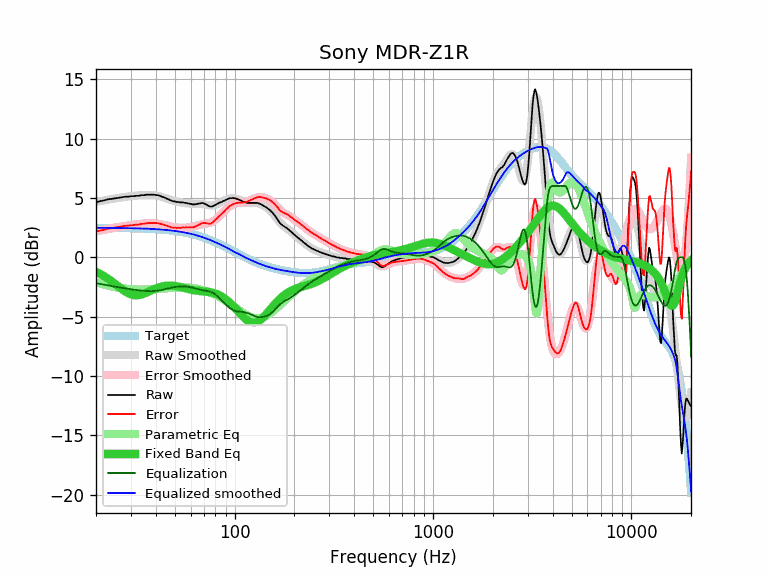 Sony MDR-Z1R
Amplitude (dBr)
15
10
5
0
−5
−10
−15
−20
Target
Raw Smoothed
Error Smoothed
Raw
Error
Parametric Eq
Fixed Band Eq
Equalization
Equalized smoothed
100
1000
10000
Frequency (Hz)